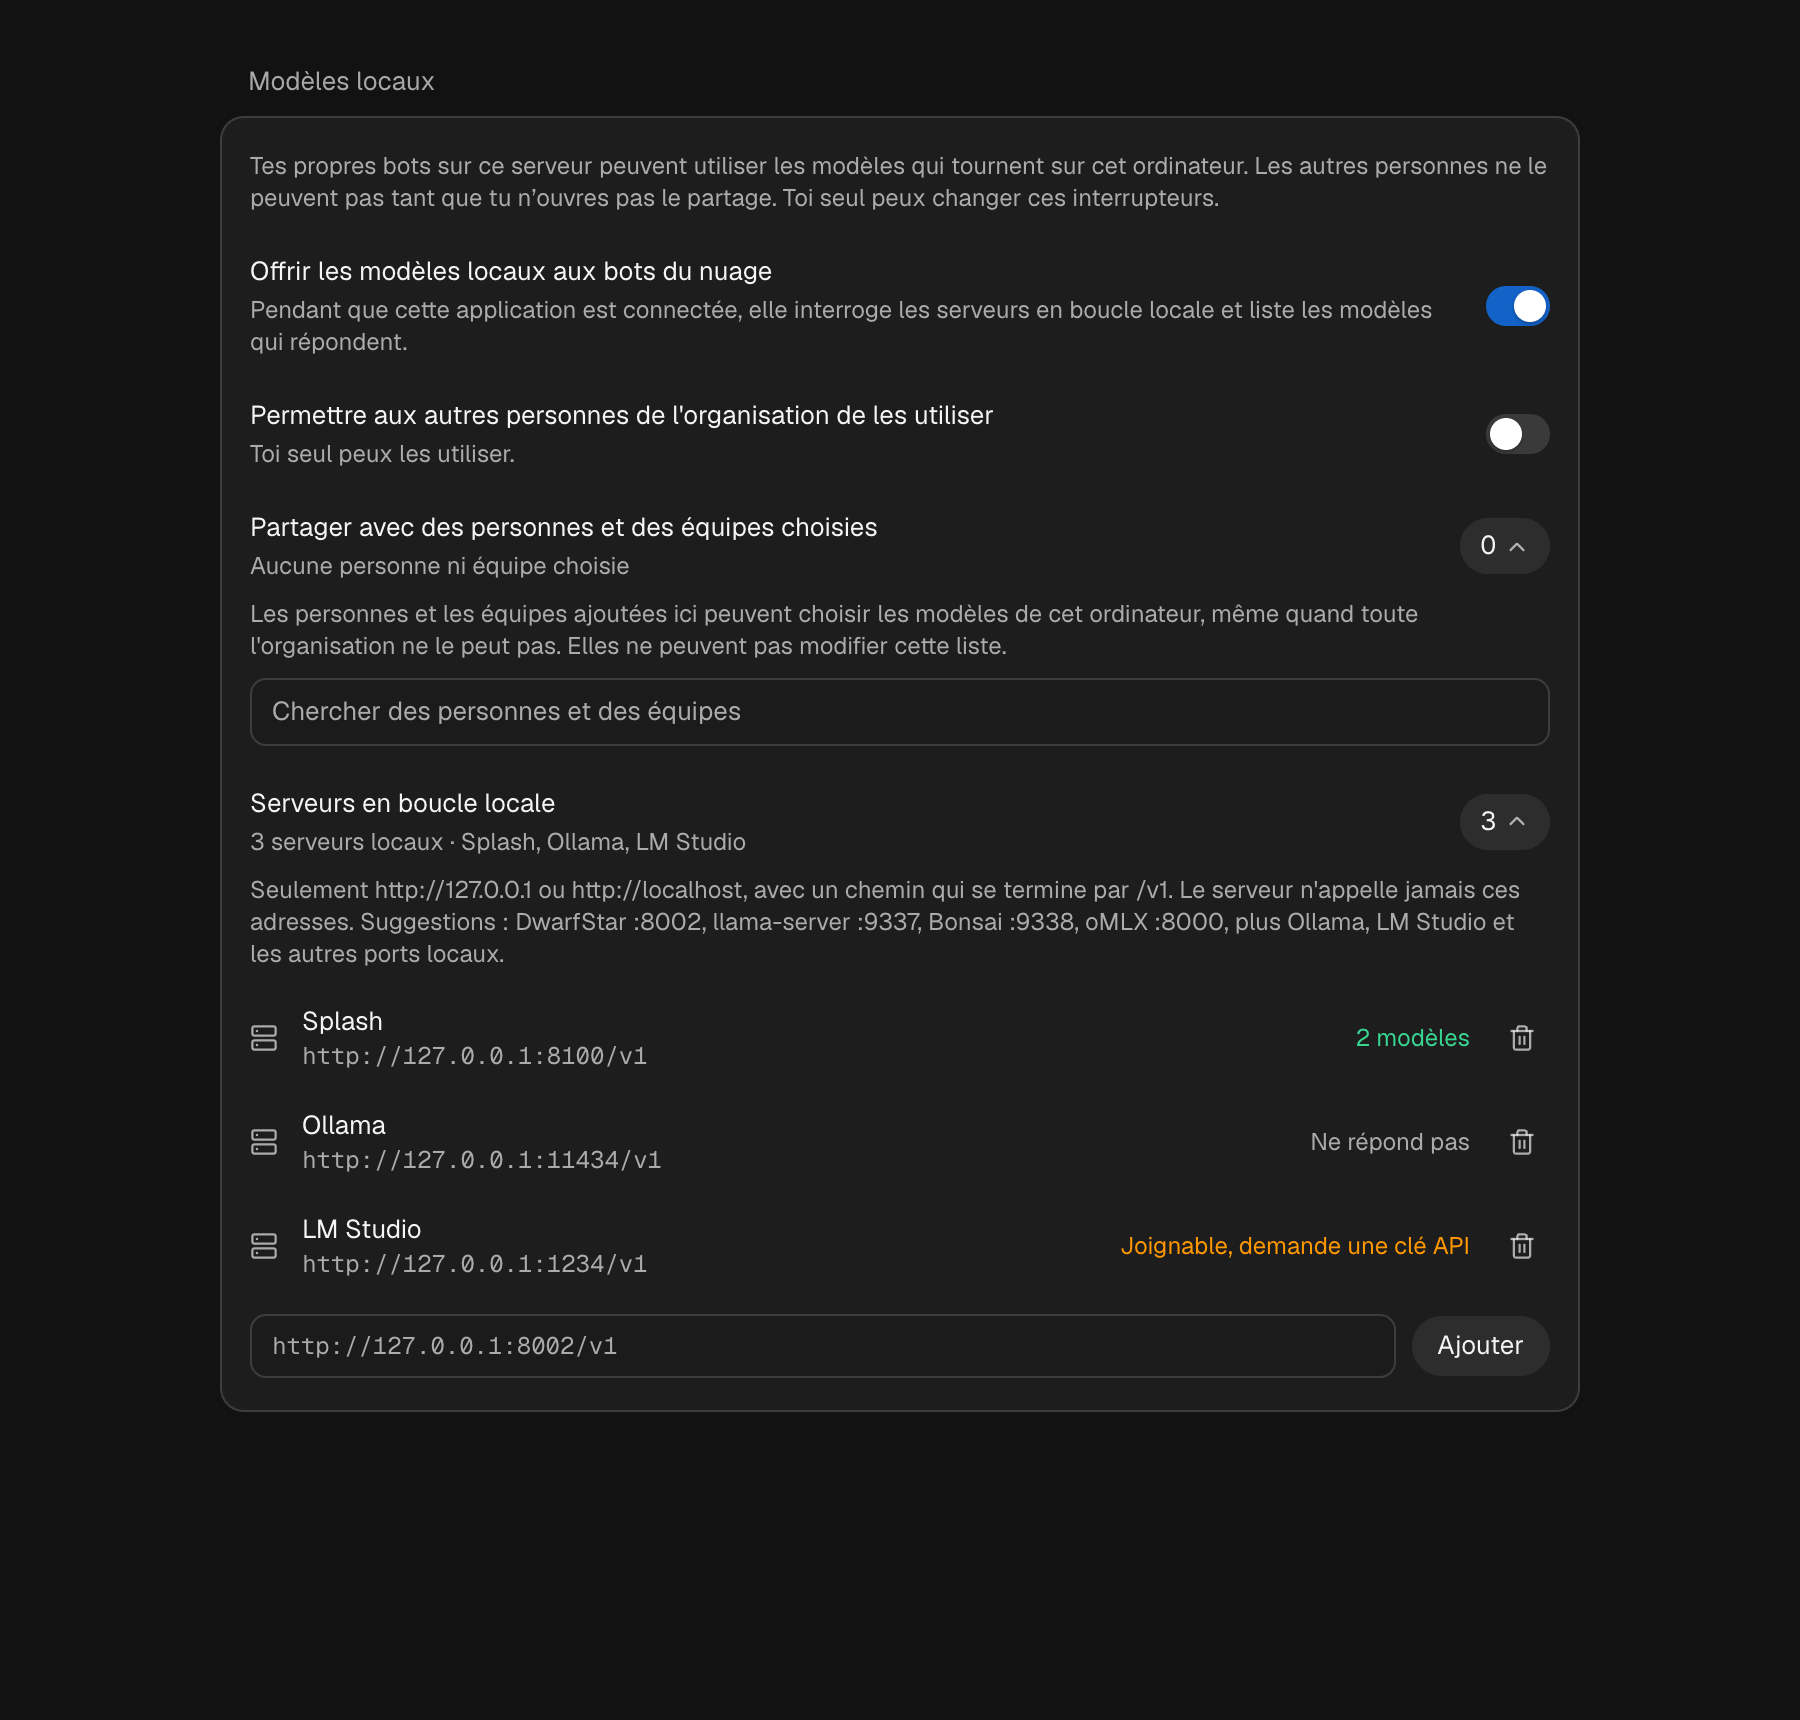 Modèles locaux
Tes propres bots sur ce serveur peuvent utiliser les modèles qui tournent sur cet ordinateur. Les autres personnes ne le
peuvent pas tant que tu n’ouvres pas le partage. Toi seul peux changer ces interrupteurs.
Offrir les modèles locaux aux bots du nuage
Pendant que cette application est connectée, elle interroge les serveurs en boucle locale et liste les modèles
qui répondent.
Permettre aux autres personnes de l'organisation de les utiliser
Toi seul peux les utiliser.
Partager avec des personnes et des équipes choisies
0
Aucune personne ni équipe choisie
Les personnes et les équipes ajoutées ici peuvent choisir les modèles de cet ordinateur, même quand toute
l'organisation ne le peut pas. Elles ne peuvent pas modifier cette liste.
Chercher des personnes et des équipes
Serveurs en boucle locale
3
3 serveurs locaux · Splash, Ollama, LM Studio
Seulement http://127.0.0.1 ou http://localhost, avec un chemin qui se termine par /v1. Le serveur n'appelle jamais ces
adresses. Suggestions : DwarfStar :8002, llama-server :9337, Bonsai :9338, oMLX :8000, plus Ollama, LM Studio et
les autres ports locaux.
Splash
http://127.0.0.1:8100/v1
2 modèles
Ollama
http://127.0.0.1:11434/v1
Ne répond pas
LM Studio
http://127.0.0.1:1234/v1
Joignable, demande une clé API
http://127.0.0.1:8002/v1
Ajouter